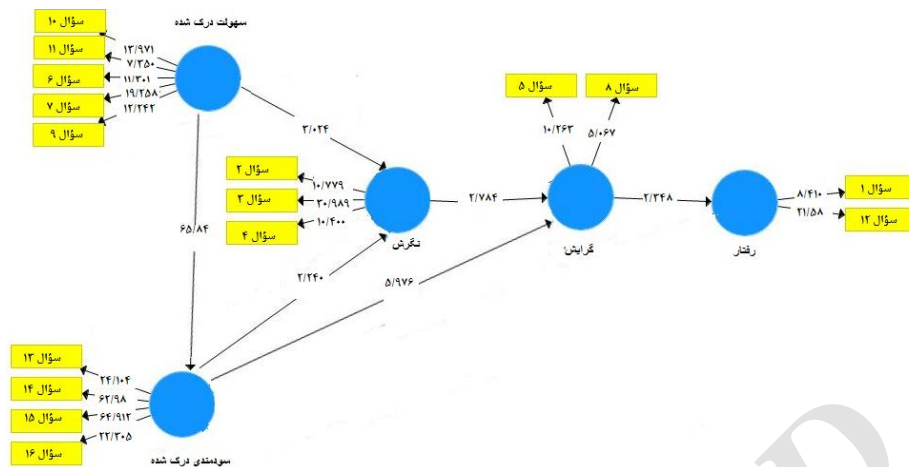 سهولت درک شده
سؤال ۱۰
سؤال ۱۱
سؤال ۶
سؤال ۷
سؤال ۹
۱۳/۹۷۱
۷/۳۵۰
۱۱/۳۰۱
۱۹/۲۵۸
۱۲/۲۴۲
۳/۰۲۴
۶۵/۸۴
سؤال ۲
سؤال ۳
سؤال ۴
۱۰/۷۷۹
۳۰/۹۸۹
۱۰/۴۰۰
نگرش
۲/۷۸۴
سؤال ۵
سؤال ۸
۱۰/۲۶۳
۵/۰۶۷
گرایش
۲/۳۴۸
سؤال ۱
سؤال ۱۲
۸/۴۱۰
۲۱/۵۸
رفتار
۲/۲۴۰
۵/۹۷۶
سؤال ۱۳
سؤال ۱۴
سؤال ۱۵
سؤال ۱۶
۲۴/۱۰۴
۶۲/۹۸
۶۴/۹۱۲
۲۲/۳۰۵
سودمندی درک شده